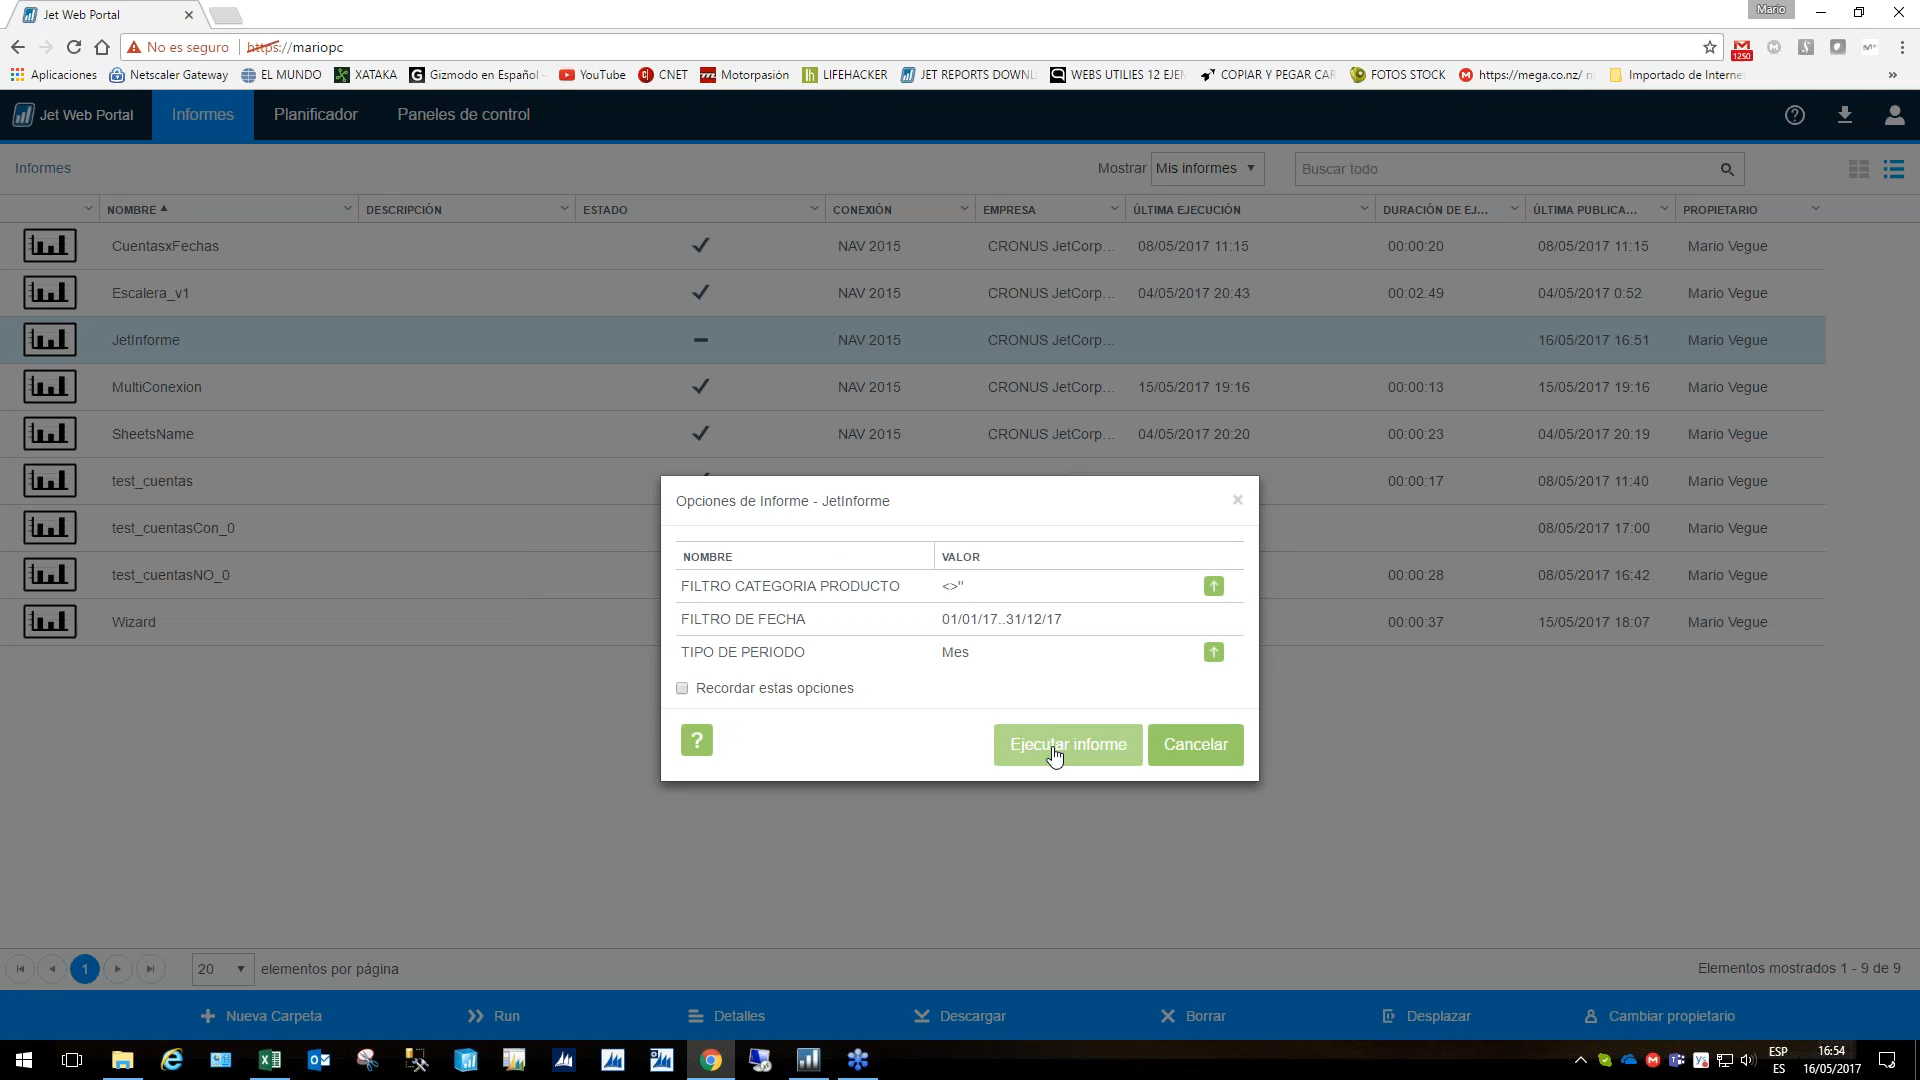 Jet Web Portal
Mario
No es seguro https://mariopc
1250
Aplicaciones Netscaler Gateway EL MUNDO XATAKA Gizmodo en Español YouTube CNET Motorpasión LIFEHACKER JET REPORTS DOWNL WEBS UTILIES 12 EJEM COPIAR Y PEGAR CAR FOTOS STOCK https://mega.co.nz/ Importado de Internet »
Jet Web Portal Informes Planificador Paneles de control
Informes Mostrar Mis informes Buscar todo
NOMBRE DESCRIPCIÓN ESTADO CONEXIÓN EMPRESA ÚLTIMA EJECUCIÓN DURACIÓN DE EJ... ÚLTIMA PUBLICA... PROPIETARIO
CuentasxFechas NAV 2015 CRONUS JetCorp... 08/05/2017 11:15 00:00:20 08/05/2017 11:15 Mario Vegue
Escalera_v1 NAV 2015 CRONUS JetCorp... 04/05/2017 20:43 00:02:49 04/05/2017 0:52 Mario Vegue
JetInforme NAV 2015 CRONUS JetCorp... 16/05/2017 16:51 Mario Vegue
MultiConexion NAV 2015 CRONUS JetCorp... 15/05/2017 19:16 00:00:13 15/05/2017 19:16 Mario Vegue
SheetsName NAV 2015 CRONUS JetCorp... 04/05/2017 20:20 00:00:23 04/05/2017 20:19 Mario Vegue
test_cuentas 00:00:17 08/05/2017 11:40 Mario Vegue
test_cuentasCon_0 08/05/2017 17:00 Mario Vegue
test_cuentasNO_0 00:00:28 08/05/2017 16:42 Mario Vegue
Wizard 00:00:37 15/05/2017 18:07 Mario Vegue
Opciones de Informe - JetInforme ×
NOMBRE VALOR
FILTRO CATEGORIA PRODUCTO <>''
FILTRO DE FECHA 01/01/17..31/12/17
TIPO DE PERIODO Mes
Recordar estas opciones
? Ejecutar informe Cancelar
1 20 elementos por página Elementos mostrados 1 - 9 de 9
Nueva Carpeta Run Detalles Descargar Borrar Desplazar Cambiar propietario
ESP 16:54
ES 16/05/2017